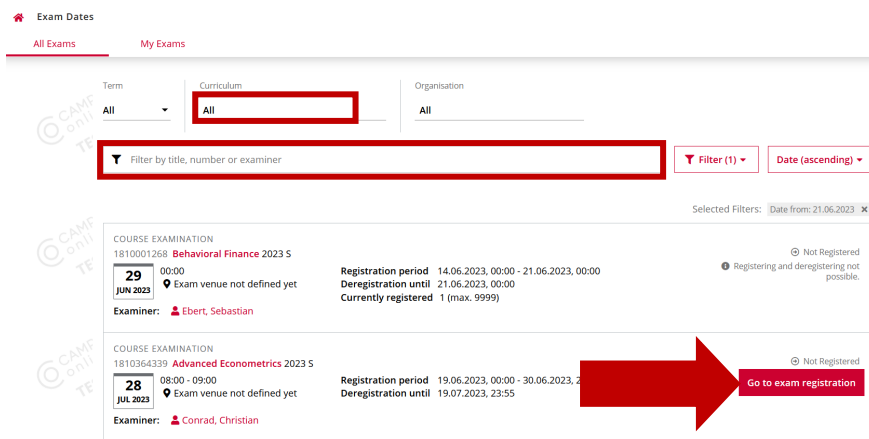 Exam Dates
All Exams My Exams
Term Curriculum Organisation
All All All
Filter by title, number or examiner Filter (1) Date (ascending)
Selected Filters: Date from: 21.06.2023 ×
COURSE EXAMINATION
1810001268 Behavioral Finance 2023 S Not Registered
29 JUN 2023 00:00 Registration period 14.06.2023, 00:00 - 21.06.2023, 00:00 Registering and deregistering not possible.
Exam venue not defined yet Deregistration until 21.06.2023, 00:00
Currently registered 1 (max. 9999)
Examiner: Ebert, Sebastian
COURSE EXAMINATION
1810364339 Advanced Econometrics 2023 S Not Registered
28 JUL 2023 08:00 - 09:00 Registration period 19.06.2023, 00:00 - 30.06.2023, Go to exam registration
Exam venue not defined yet Deregistration until 19.07.2023, 23:55
Examiner: Conrad, Christian